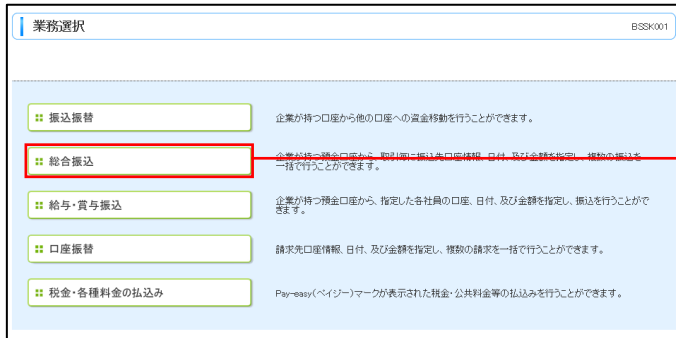 業務選択
BSSK001
振込振替
企業が持つ口座から他の口座への資金移動を行うことができます。
総合振込
企業が持つ預金口座から、取引毎に振込先口座情報、日付、及び金額を指定し、複数の振込を
一括で行うことができます。
給与・賞与振込
企業が持つ預金口座から、指定した各社員の口座、日付、及び金額を指定し、振込を行うことがで
きます。
口座振替
請求先口座情報、日付、及び金額を指定し、複数の請求を一括で行うことができます。
税金・各種料金の払込み
Pay-easy(ペイジー)マークが表示された税金・公共料金等の払込みを行うことができます。